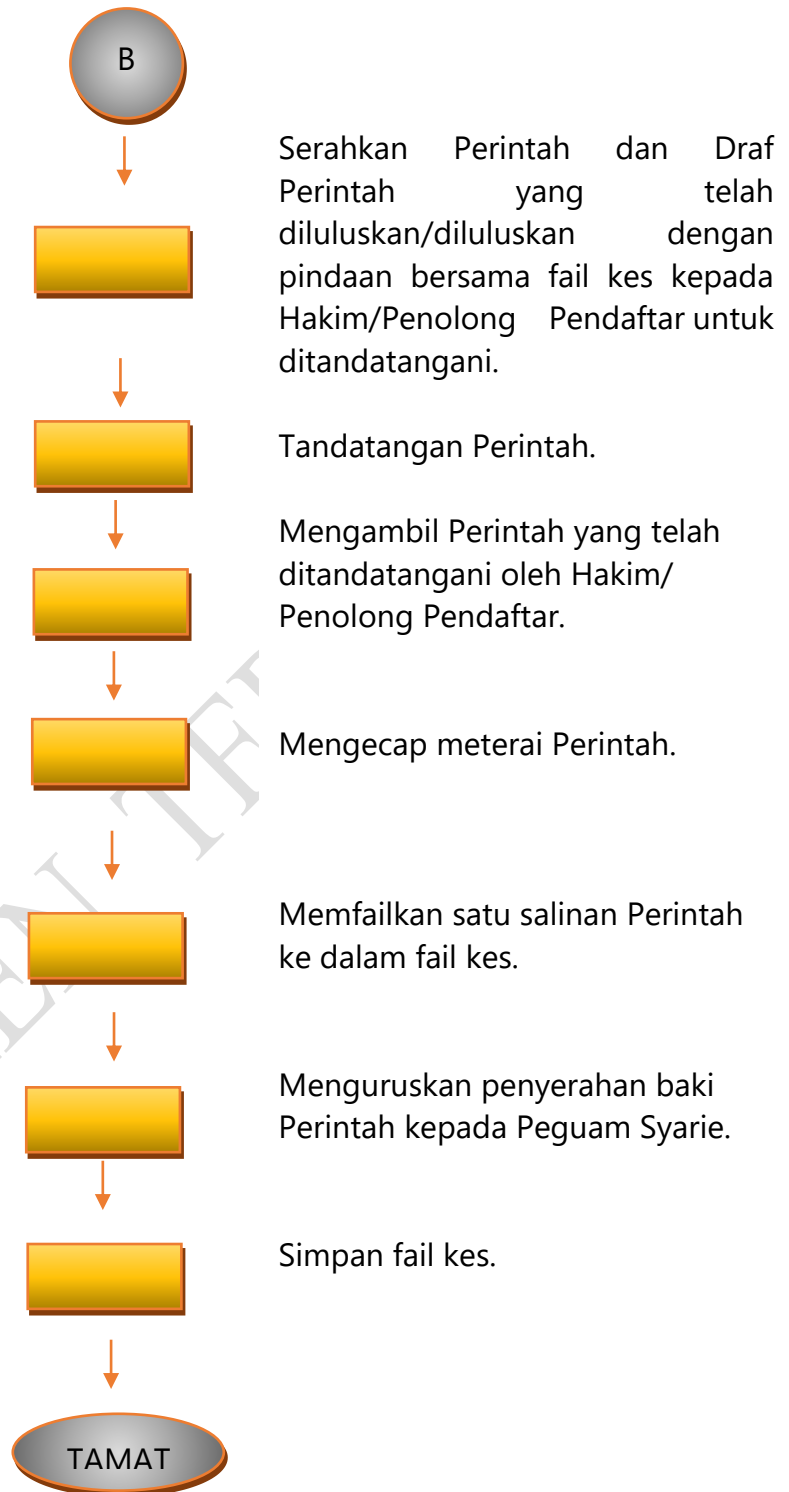 B
Serahkan Perintah dan Draf
Perintah yang telah
diluluskan/diluluskan dengan
pindaan bersama fail kes kepada
Hakim/Penolong Pendaftar untuk
ditandatangani.
Tandatangan Perintah.
Mengambil Perintah yang telah
ditandatangani oleh Hakim/
Penolong Pendaftar.
Mengecap meterai Perintah.
Memfailkan satu salinan Perintah
ke dalam fail kes.
Menguruskan penyerahan baki
Perintah kepada Peguam Syarie.
Simpan fail kes.
TAMAT